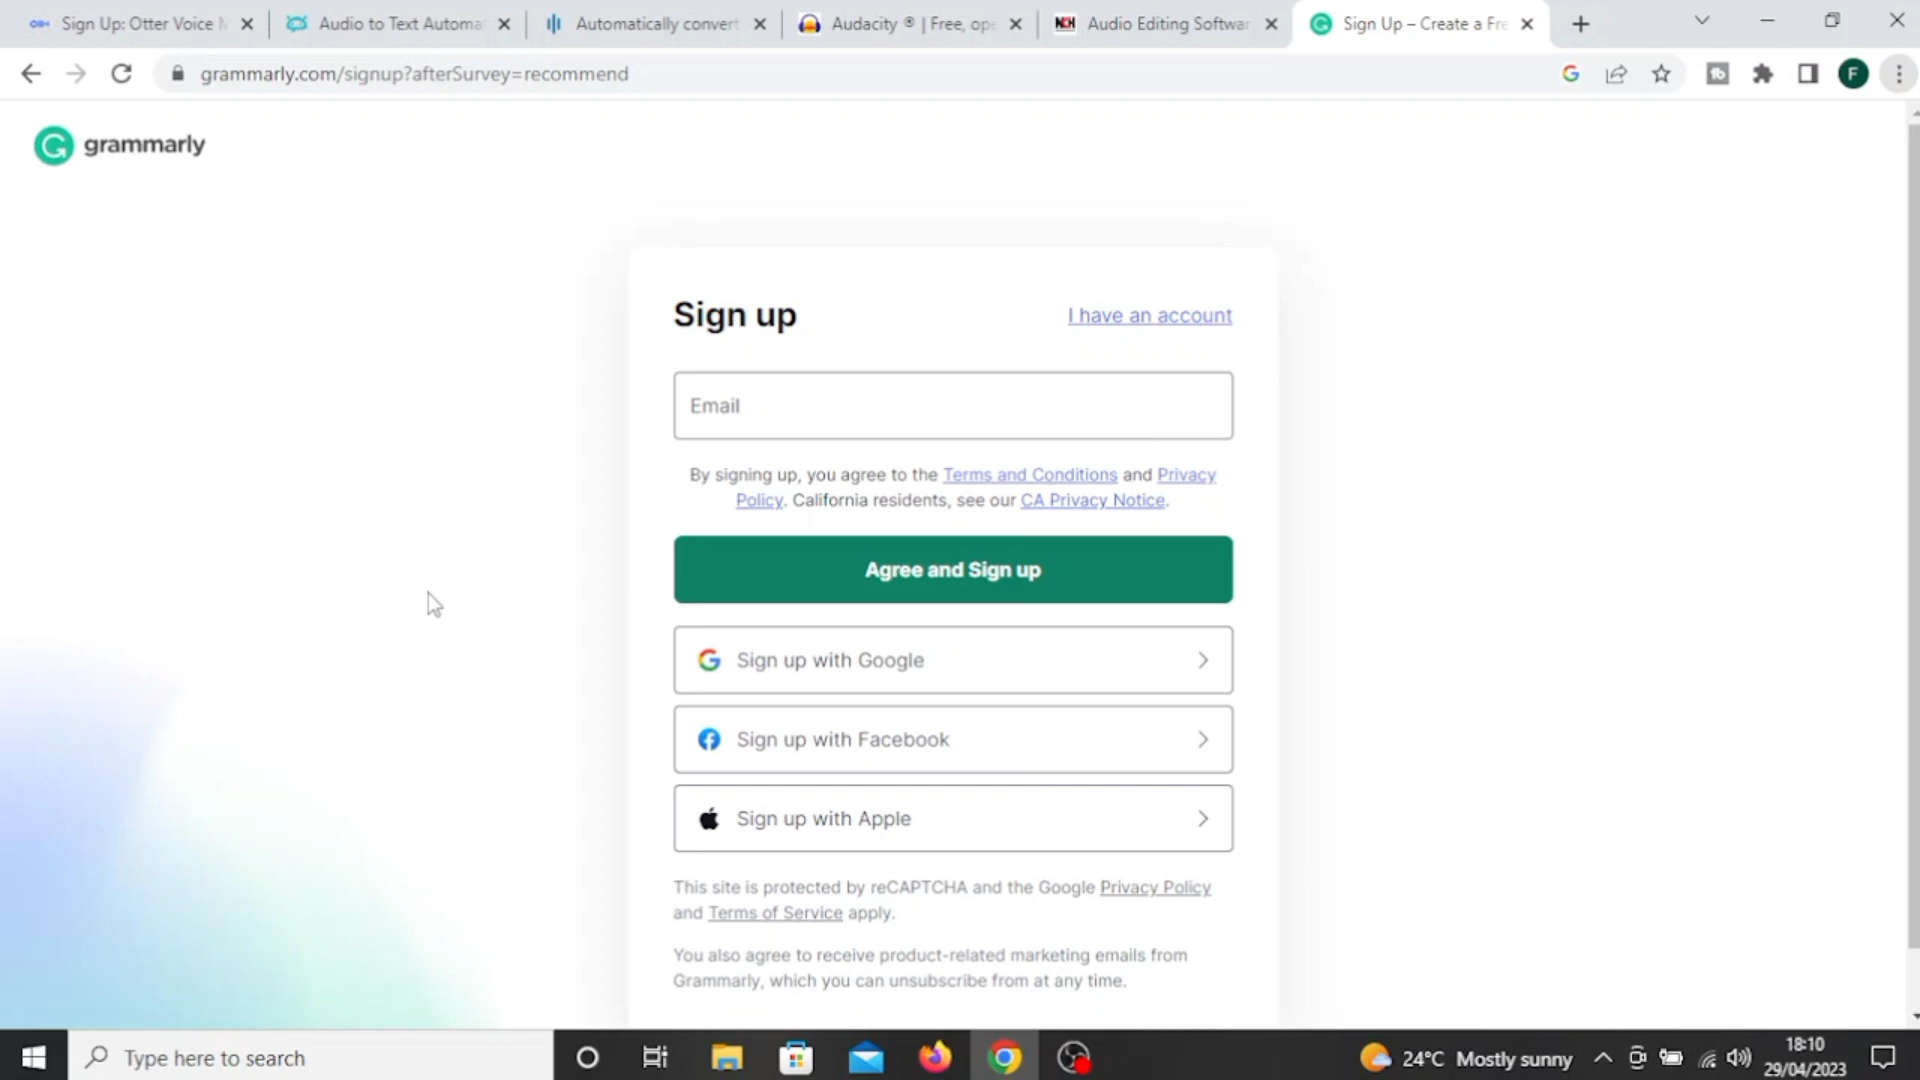 Sign Up: Otter Voice M
Audio to Text Automa
Automatically convert
Audacity ® | Free, ope
NCH Audio Editing Softwar
Sign Up – Create a Fre
grammarly.com/signup?afterSurvey=recommend
F
grammarly
Sign up
I have an account
Email
By signing up, you agree to the Terms and Conditions and Privacy
Policy. California residents, see our CA Privacy Notice.
Agree and Sign up
Sign up with Google
Sign up with Facebook
Sign up with Apple
This site is protected by reCAPTCHA and the Google Privacy Policy
and Terms of Service apply.
You also agree to receive product-related marketing emails from
Grammarly, which you can unsubscribe from at any time.
Type here to search
24°C Mostly sunny
18:10
29/04/2023